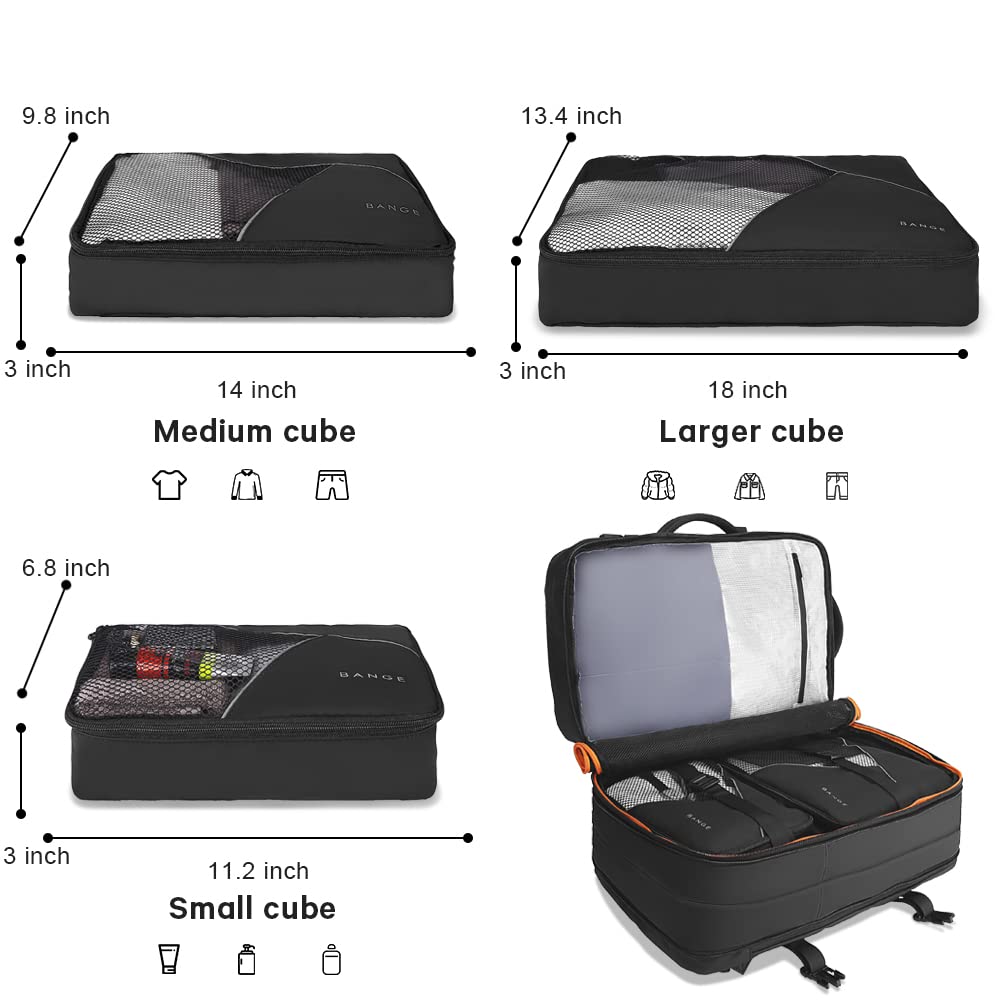 9.8 inch
BANGE
3 inch
14 inch
Medium cube
13.4 inch
BANGE
3 inch
18 inch
Larger cube
6.8 inch
BANGE
3 inch
11.2 inch
Small cube
BANGE
BANGE